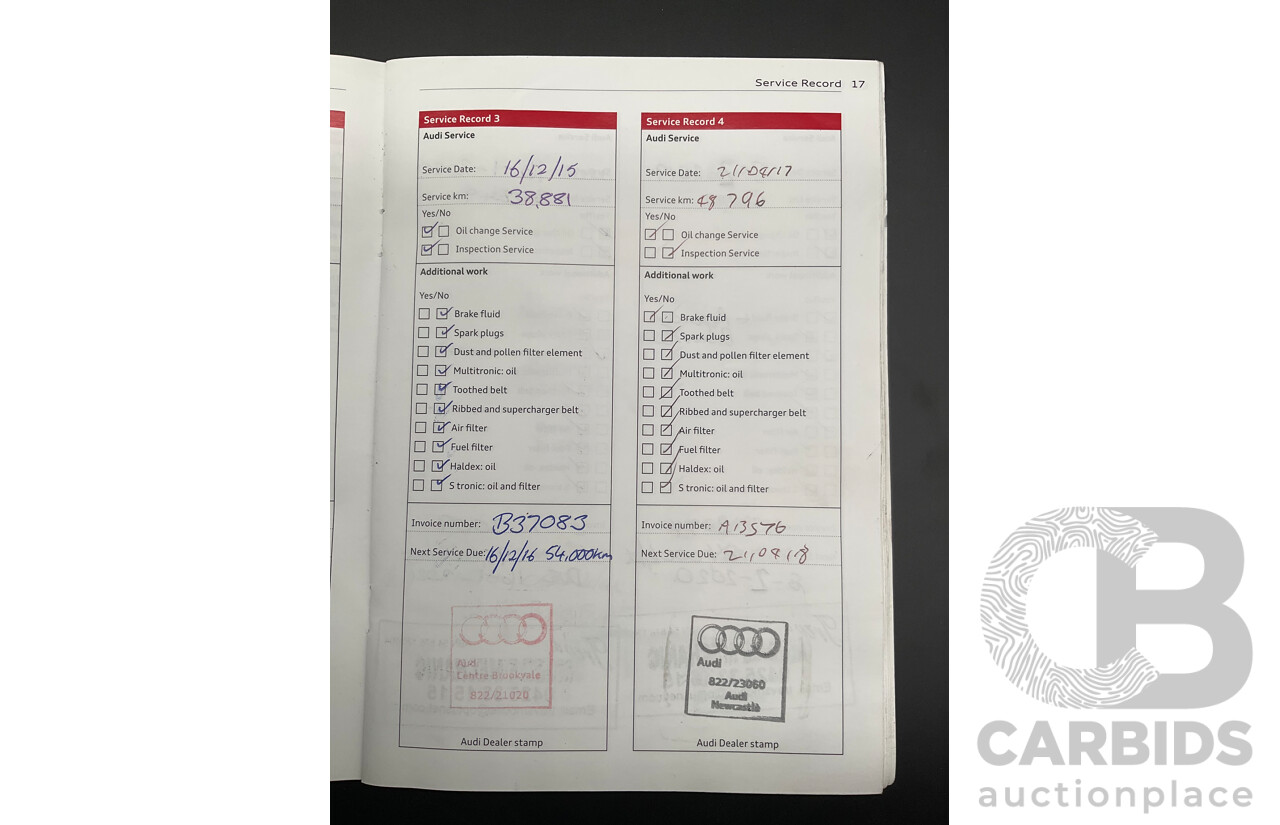 Service Record 17
Service Record 3
Audi Service
Service Date: 16/12/15
Service km: 38,881
Yes/No
Oil change Service
Inspection Service
Additional work
Yes/No
Brake fluid
Spark plugs
Dust and pollen filter element
Multitronic: oil
Toothed belt
Ribbed and supercharger belt
Air filter
Fuel filter
Haldex: oil
S tronic: oil and filter
Invoice number: B37083
Next Service Due: 16/12/16 54,000km
Audi
Centre Brookvale
822/21020
Audi Dealer stamp
Service Record 4
Audi Service
Service Date: 21/08/17
Service km: 48 796
Yes/No
Oil change Service
Inspection Service
Additional work
Yes/No
Brake fluid
Spark plugs
Dust and pollen filter element
Multitronic: oil
Toothed belt
Ribbed and supercharger belt
Air filter
Fuel filter
Haldex: oil
S tronic: oil and filter
Invoice number: A13576
Next Service Due: 21/08/18
Audi
822/23060
Audi
Newcastle
Audi Dealer stamp
CB
CARBIDS
auctionplace